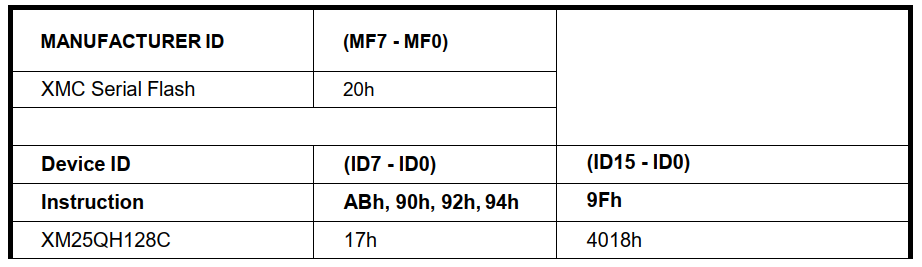 MANUFACTURER ID (MF7 - MF0)
XMC Serial Flash 20h
Device ID (ID7 - ID0) (ID15 - ID0)
Instruction ABh, 90h, 92h, 94h 9Fh
XM25QH128C 17h 4018h